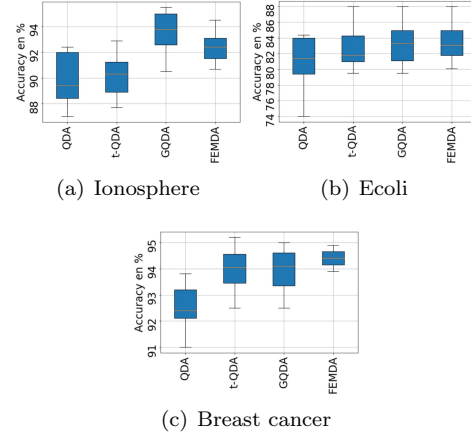 Accuracy en %
94
92
90
88
QDA
t-QDA
GQDA
FEMDA
(a) Ionosphere
Accuracy en %
88
86
84
82
80
78
76
74
QDA
t-QDA
GQDA
FEMDA
(b) Ecoli
Accuracy en %
95
94
93
92
91
QDA
t-QDA
GQDA
FEMDA
(c) Breast cancer